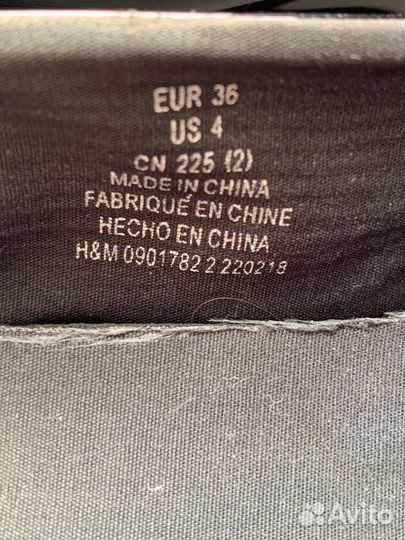 EUR 36
US 4
CN 225 (2)
MADE IN CHINA
FABRIQUÉ EN CHINE
HECHO EN CHINA
H&M 0901782 2 220218
Avito